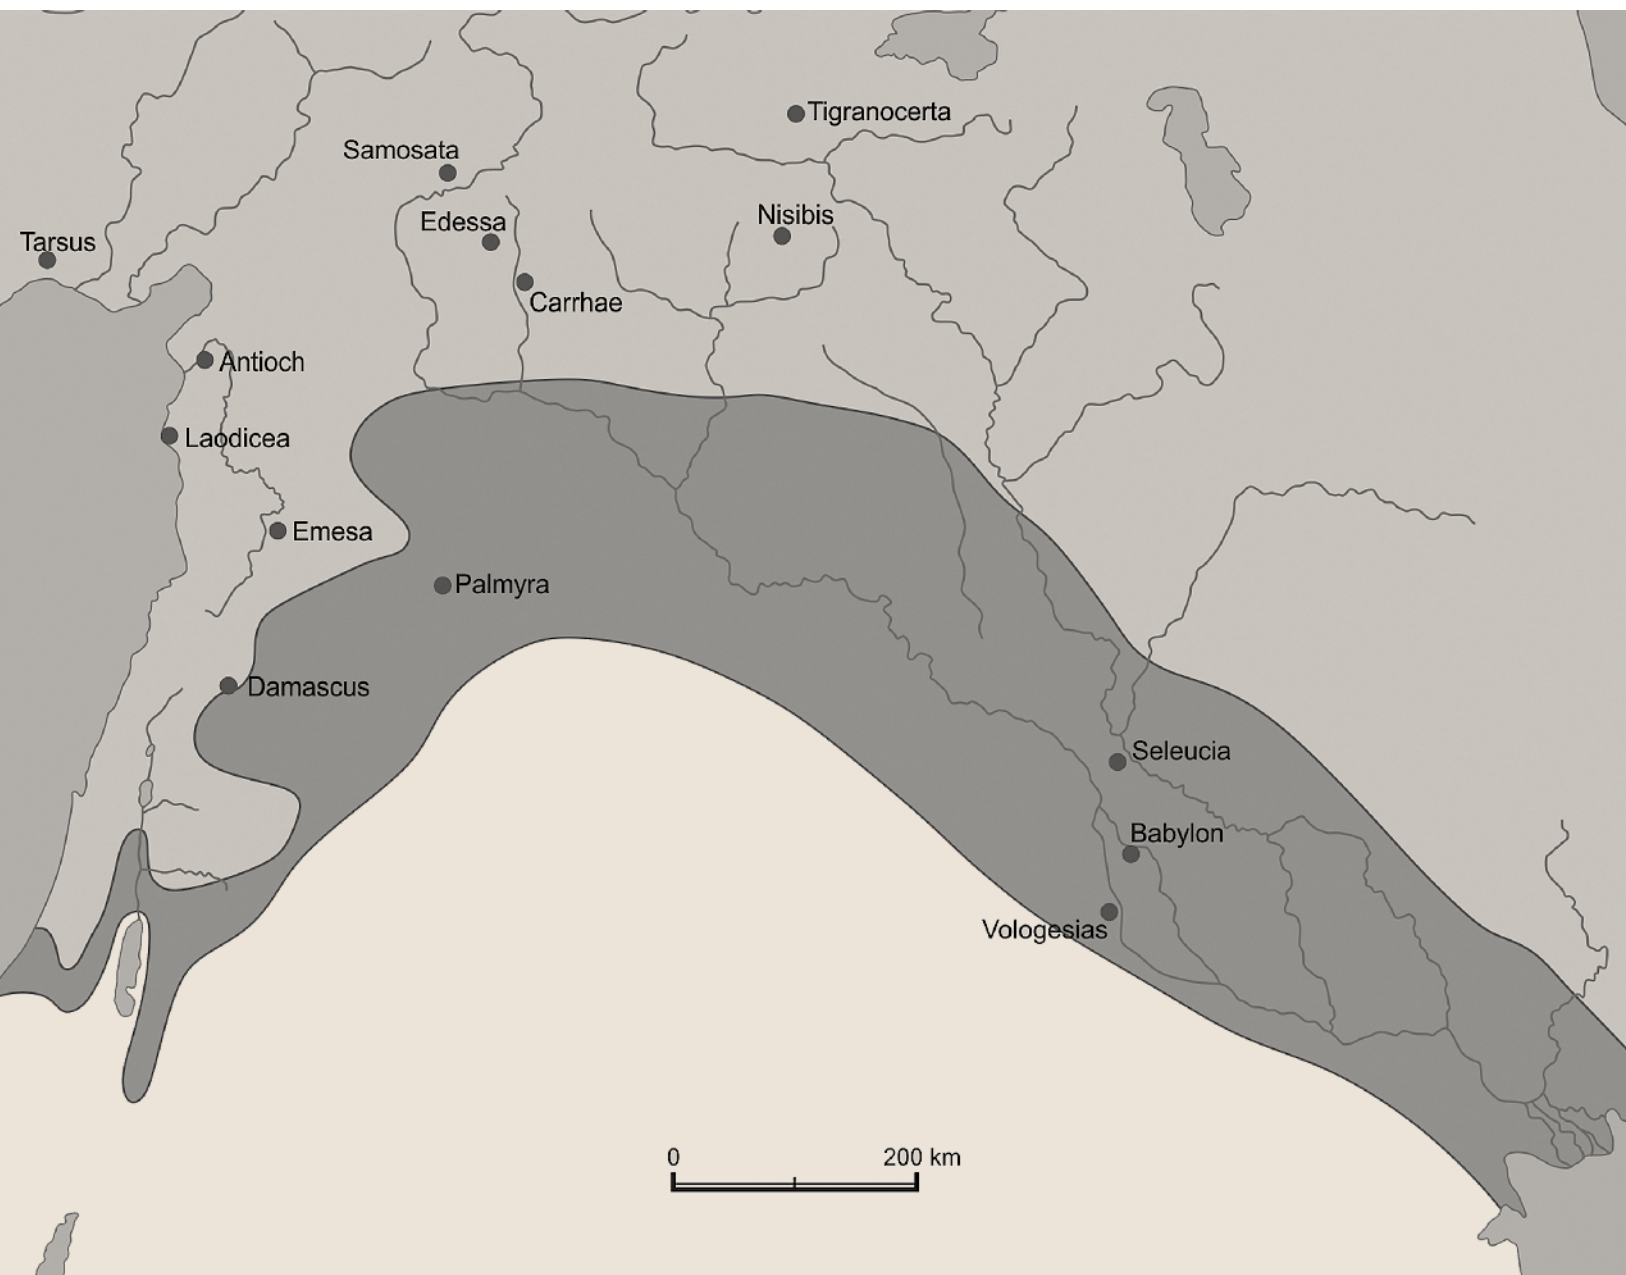 Tigranocerta
Samosata
Edessa
Nisibis
Tarsus
Carrhae
Antioch
Laodicea
Emesa
Palmyra
Damascus
Seleucia
Babylon
Vologesias
0 200 km